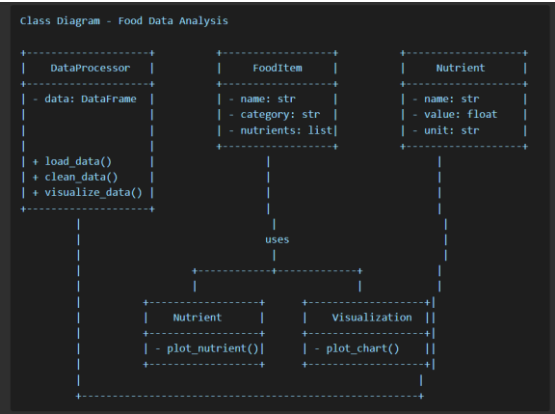 Class Diagram - Food Data Analysis
DataProcessor FoodItem Nutrient
- data: DataFrame - name: str - name: str
- category: str - value: float
- nutrients: list - unit: str
+ load_data()
+ clean_data()
+ visualize_data()
uses
Nutrient Visualization
- plot_nutrient() - plot_chart()